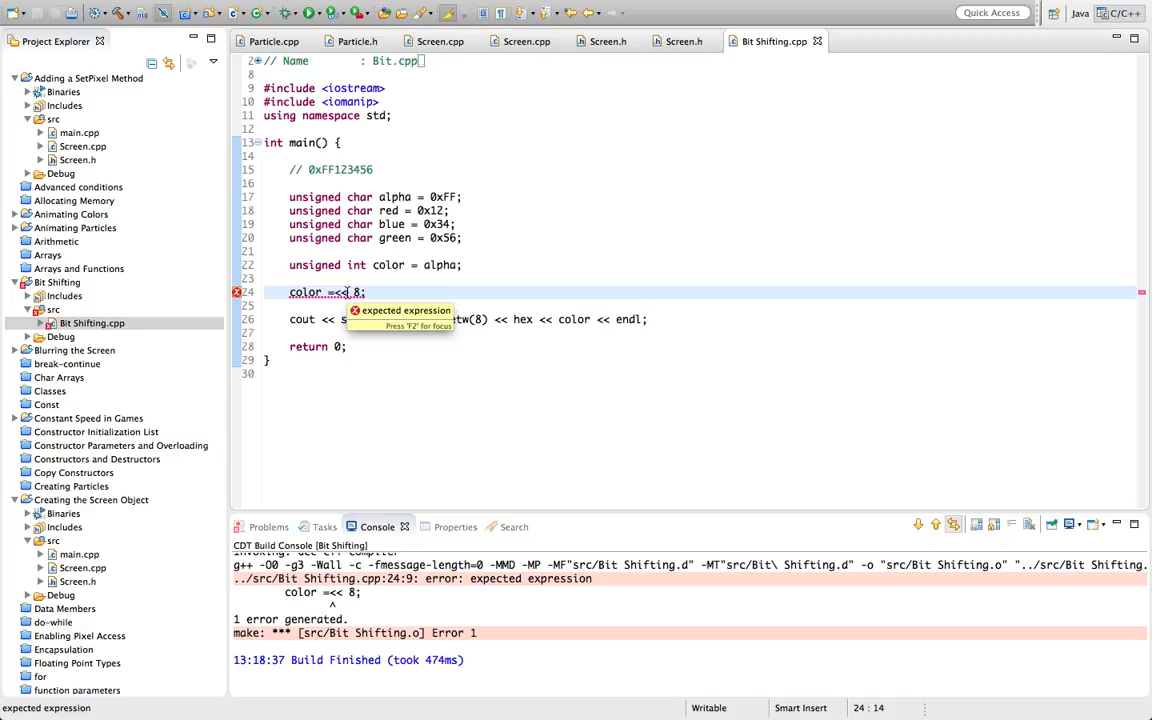 Quick Access
Java
C/C++
Project Explorer
Adding a SetPixel Method
Binaries
Includes
src
main.cpp
Screen.cpp
Screen.h
Debug
Advanced conditions
Allocating Memory
Animating Colors
Animating Particles
Arithmetic
Arrays
Arrays and Functions
Bit Shifting
Includes
src
Bit Shifting.cpp
Debug
Blurring the Screen
break-continue
Char Arrays
Classes
Const
Constant Speed in Games
Constructor Initialization List
Constructor Parameters and Overloading
Constructors and Destructors
Copy Constructors
Creating Particles
Creating the Screen Object
Binaries
Includes
src
main.cpp
Screen.cpp
Screen.h
Debug
Data Members
do-while
Enabling Pixel Access
Encapsulation
Floating Point Types
for
function parameters
Particle.cpp
Particle.h
Screen.cpp
Screen.cpp
Screen.h
Screen.h
Bit Shifting.cpp
2 // Name : Bit.cpp
8
9 #include <iostream>
10 #include <iomanip>
11 using namespace std;
12
13 int main() {
14
15 // 0xFF123456
16
17 unsigned char alpha = 0xFF;
18 unsigned char red = 0x12;
19 unsigned char blue = 0x34;
20 unsigned char green = 0x56;
21
22 unsigned int color = alpha;
23
24 color =<< 8;
25
expected expression
Press 'F2' for focus
26 cout << s etw(8) << hex << color << endl;
27
28 return 0;
29 }
30
Problems
Tasks
Console
Properties
Search
CDT Build Console [Bit Shifting]
g++ -O0 -g3 -Wall -c -fmessage-length=0 -MMD -MP -MF"src/Bit Shifting.d" -MT"src/Bit\ Shifting.d" -o "src/Bit Shifting.o" "../src/Bit Shifting.
../src/Bit Shifting.cpp:24:9: error: expected expression
color =<< 8;
^
1 error generated.
make: *** [src/Bit Shifting.o] Error 1
13:18:37 Build Finished (took 474ms)
expected expression
Writable
Smart Insert
24 : 14